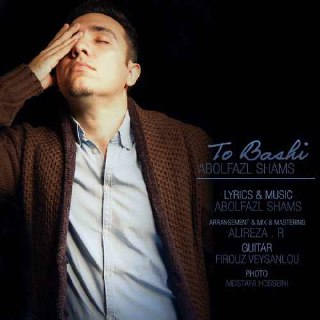 To Bashi
ABOLFAZL SHAMS
LYRICS & MUSIC
ABOLFAZL SHAMS
ARRANGEMENT & MIX & MASTERING
ALIREZA . R
GUITAR
FIROUZ VEYSANLOU
PHOTO
MOSTAFA HOSSEINI